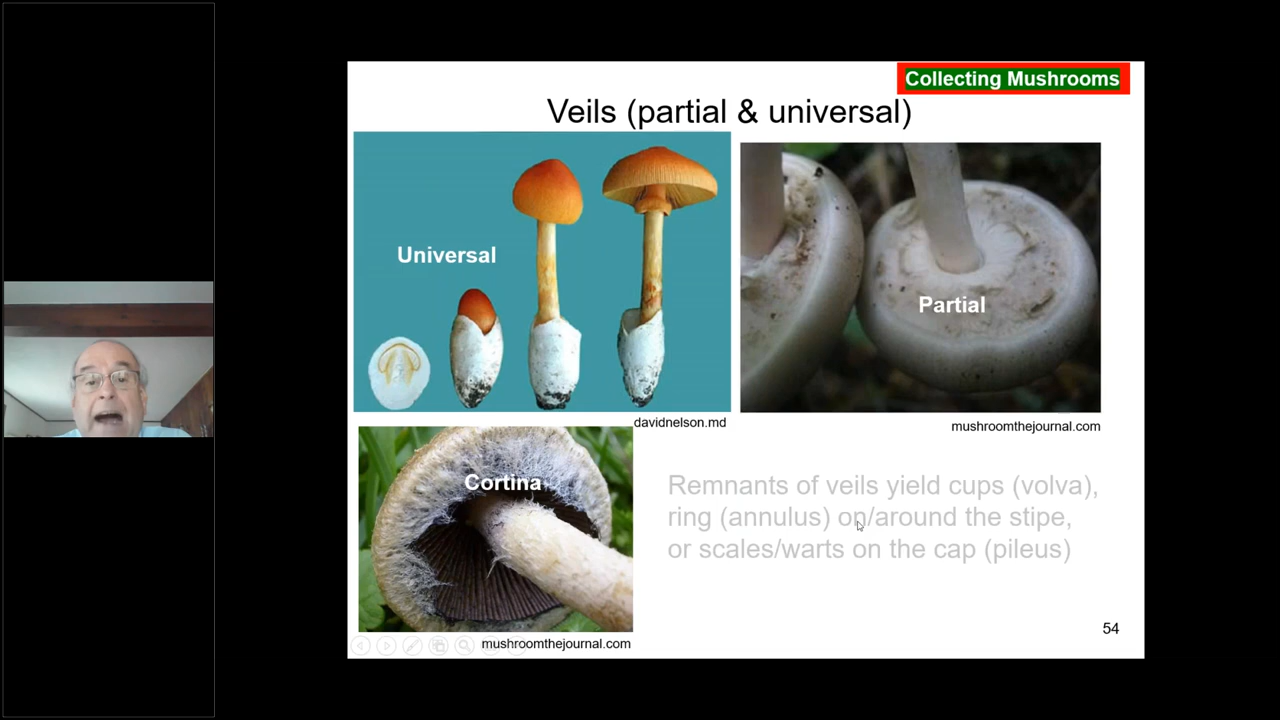 Collecting Mushrooms
Veils (partial & universal)
Universal
Partial
davidnelson.md
mushroomthejournal.com
Cortina
Remnants of veils yield cups (volva),
ring (annulus) on/around the stipe,
or scales/warts on the cap (pileus)
54
mushroomthejournal.com